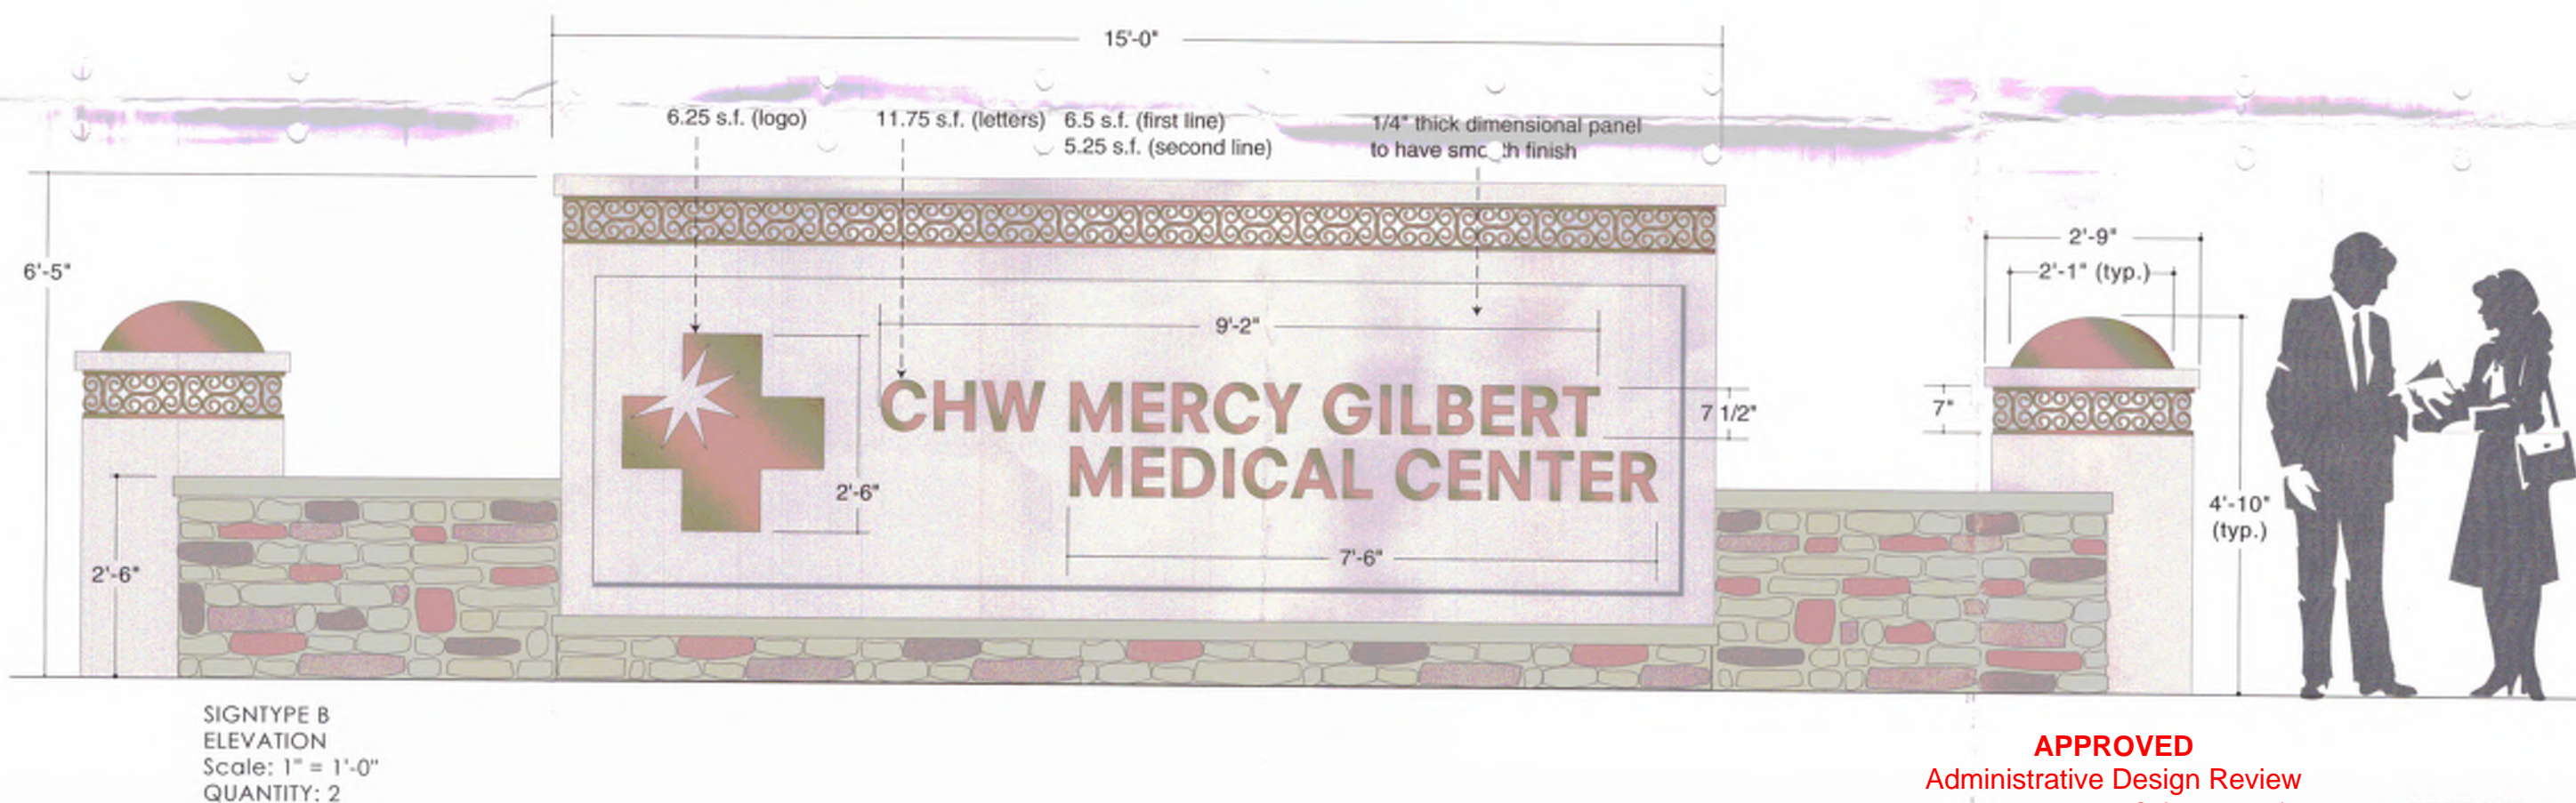 15'-0"
6.25 s.f. (logo)
11.75 s.f. (letters)
6.5 s.f. (first line)
5.25 s.f. (second line)
1/4" thick dimensional panel
to have smooth finish
6'-5"
2'-9"
2'-1" (typ.)
9'-2"
CHW MERCY GILBERT
MEDICAL CENTER
7 1/2"
7"
2'-6"
4'-10"
(typ.)
7'-6"
2'-6"
SIGNTYPE B
ELEVATION
Scale: 1" = 1'-0"
QUANTITY: 2
APPROVED
Administrative Design Review